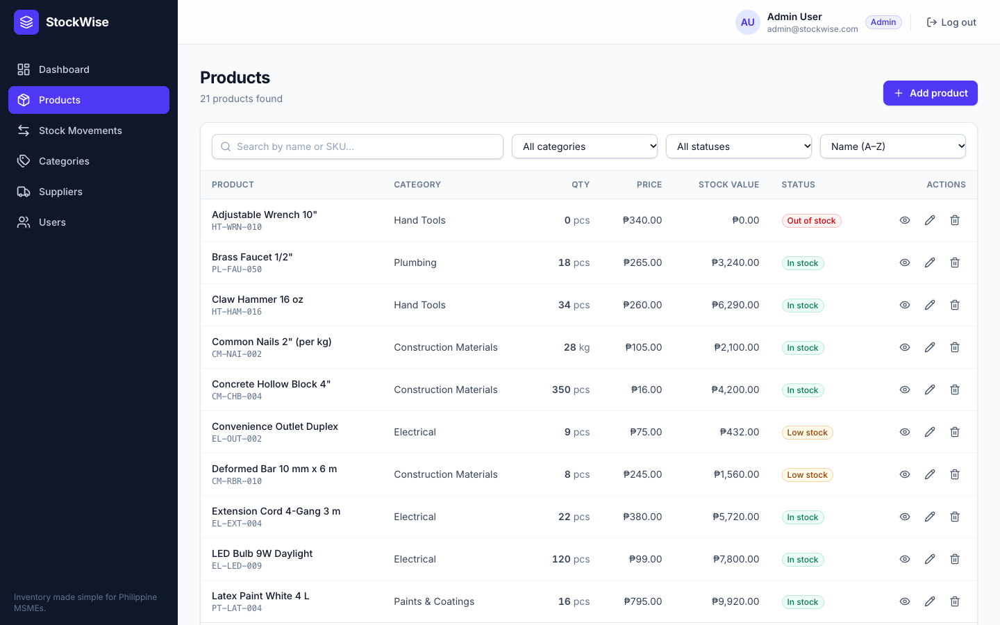 StockWise
Dashboard
Products
Stock Movements
Categories
Suppliers
Users
Inventory made simple for Philippine
MSMEs.
AU
Admin User
admin@stockwise.com
Admin
Log out
Products
21 products found
Add product
Search by name or SKU...
All categories
All statuses
Name (A–Z)
PRODUCT CATEGORY QTY PRICE STOCK VALUE STATUS ACTIONS
Adjustable Wrench 10"
HT-WRN-010
Hand Tools 0 pcs ₱340.00 ₱0.00 Out of stock
Brass Faucet 1/2"
PL-FAU-050
Plumbing 18 pcs ₱265.00 ₱3,240.00 In stock
Claw Hammer 16 oz
HT-HAM-016
Hand Tools 34 pcs ₱260.00 ₱6,290.00 In stock
Common Nails 2" (per kg)
CM-NAI-002
Construction Materials 28 kg ₱105.00 ₱2,100.00 In stock
Concrete Hollow Block 4"
CM-CHB-004
Construction Materials 350 pcs ₱16.00 ₱4,200.00 In stock
Convenience Outlet Duplex
EL-OUT-002
Electrical 9 pcs ₱75.00 ₱432.00 Low stock
Deformed Bar 10 mm x 6 m
CM-RBR-010
Construction Materials 8 pcs ₱245.00 ₱1,560.00 Low stock
Extension Cord 4-Gang 3 m
EL-EXT-004
Electrical 22 pcs ₱380.00 ₱5,720.00 In stock
LED Bulb 9W Daylight
EL-LED-009
Electrical 120 pcs ₱99.00 ₱7,800.00 In stock
Latex Paint White 4 L
PT-LAT-004
Paints & Coatings 16 pcs ₱795.00 ₱9,920.00 In stock